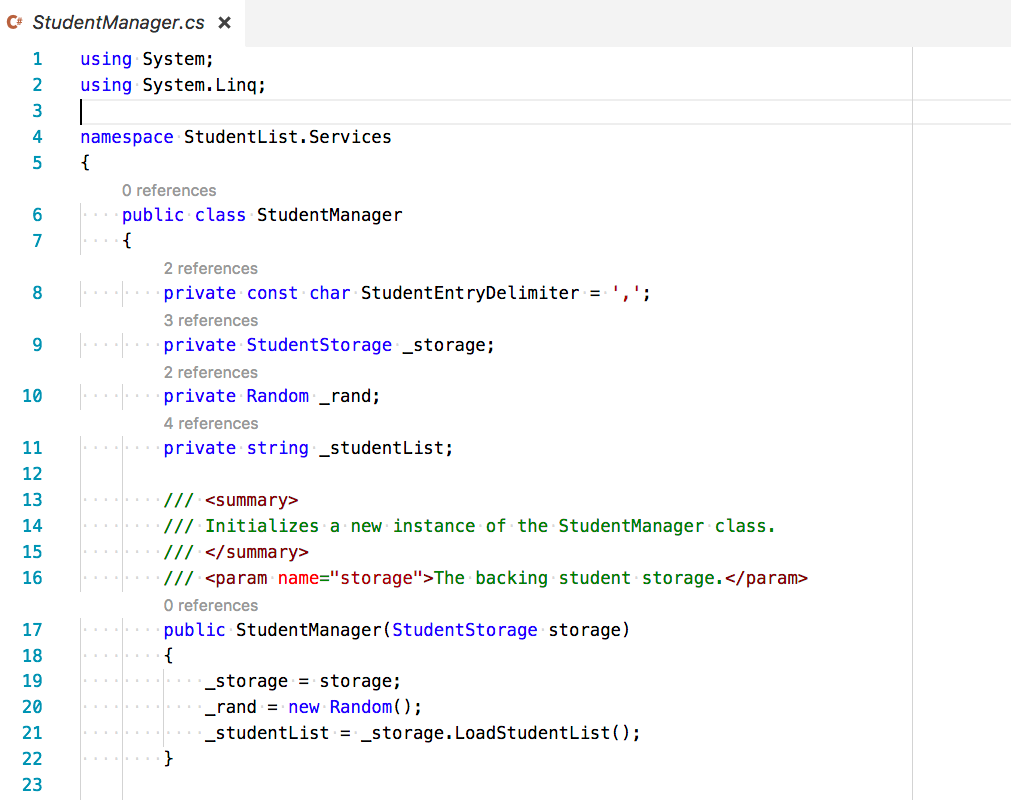 C# StudentManager.cs ×
1 using System;
2 using System.Linq;
3
4 namespace StudentList.Services
5 {
0 references
6 public class StudentManager
7 {
2 references
8 private const char StudentEntryDelimiter = ',';
3 references
9 private StudentStorage _storage;
2 references
10 private Random _rand;
4 references
11 private string _studentList;
12
13 /// <summary>
14 /// Initializes a new instance of the StudentManager class.
15 /// </summary>
16 /// <param name="storage">The backing student storage.</param>
0 references
17 public StudentManager(StudentStorage storage)
18 {
19 _storage = storage;
20 _rand = new Random();
21 _studentList = _storage.LoadStudentList();
22 }
23